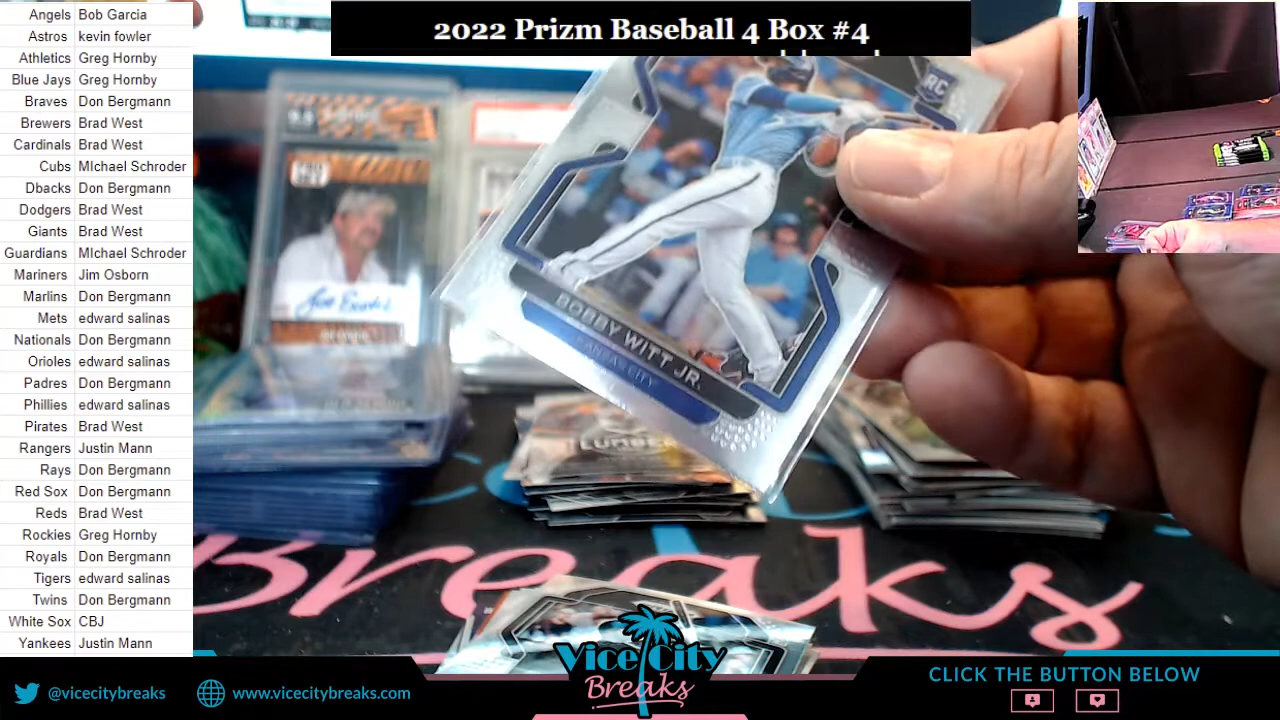 2022 Prizm Baseball 4 Box #4
Angels Bob Garcia
Astros kevin fowler
Athletics Greg Hornby
Blue Jays Greg Hornby
Braves Don Bergmann
Brewers Brad West
Cardinals Brad West
Cubs MIchael Schroder
Dbacks Don Bergmann
Dodgers Brad West
Giants Brad West
Guardians MIchael Schroder
Mariners Jim Osborn
Marlins Don Bergmann
Mets edward salinas
Nationals Don Bergmann
Orioles edward salinas
Padres Don Bergmann
Phillies edward salinas
Pirates Brad West
Rangers Justin Mann
Rays Don Bergmann
Red Sox Don Bergmann
Reds Brad West
Rockies Greg Hornby
Royals Don Bergmann
Tigers edward salinas
Twins Don Bergmann
White Sox CBJ
Yankees Justin Mann
RC
BOBBY WITT JR.
KANSAS CITY
Breaks
Vice City
Breaks
@vicecitybreaks
www.vicecitybreaks.com
CLICK THE BUTTON BELOW